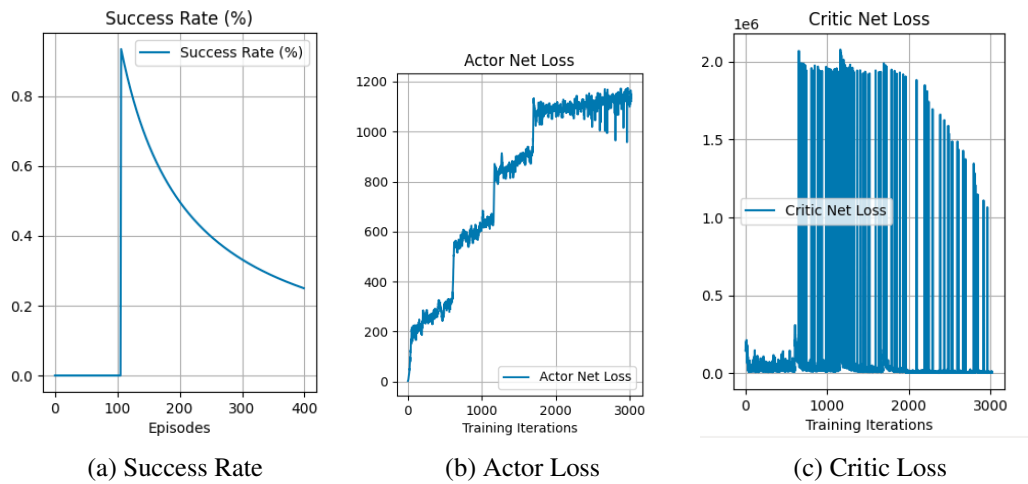 Success Rate (%)
Success Rate (%)
0.8
0.6
0.4
0.2
0.0
0
100
200
300
400
Episodes
(a) Success Rate
Actor Net Loss
1200
1000
800
600
400
200
0
Actor Net Loss
0
1000
2000
3000
Training Iterations
(b) Actor Loss
Critic Net Loss
1e6
2.0
1.5
1.0
0.5
0.0
Critic Net Loss
0
1000
2000
3000
Training Iterations
(c) Critic Loss